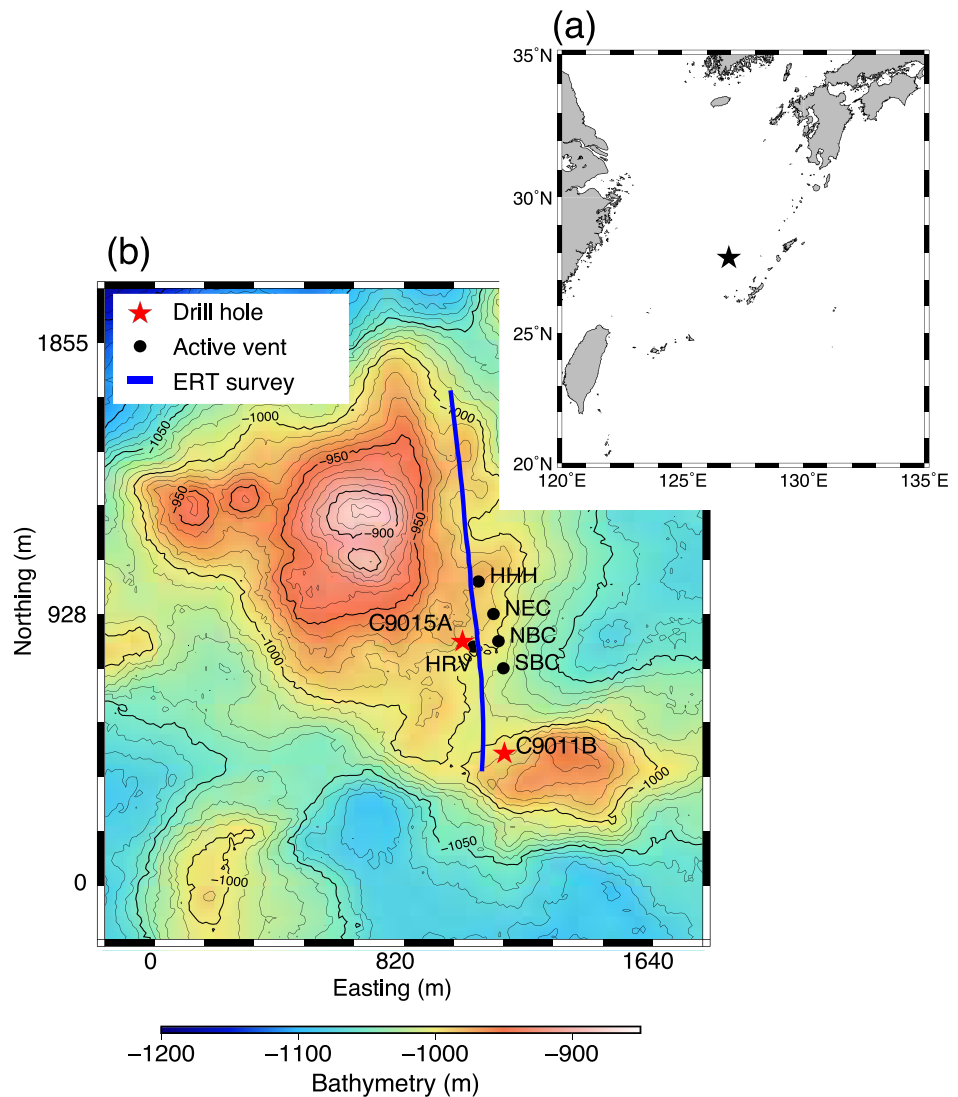 (a)
35°N
30°N
25°N
20°N
120°E
125°E
130°E
135°E
(b)
Drill hole
Active vent
ERT survey
1855
928
0
Northing (m)
−1050
−1000
−1000
−950
−950
−950
−900
HHH
NEC
C9015A
NBC
HRV
SBC
−1000
C9011B
−1000
−1050
−1000
0
820
1640
Easting (m)
−1200
−1100
−1000
−900
Bathymetry (m)